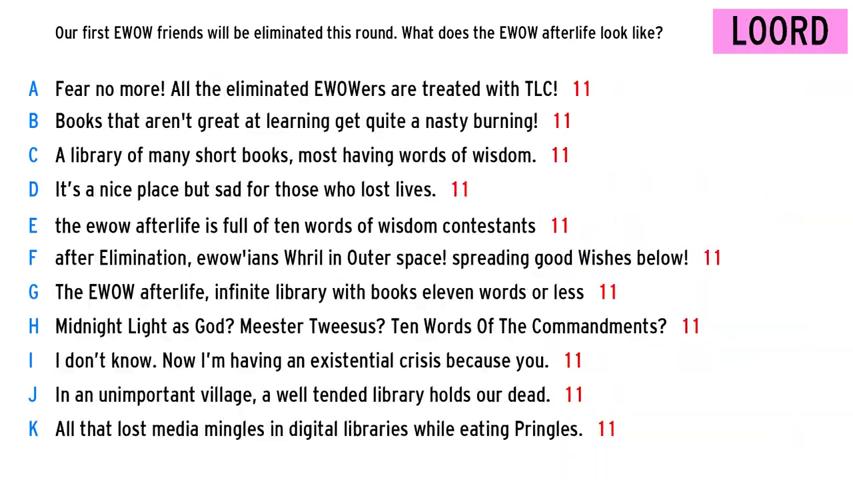 Our first EWOW friends will be eliminated this round. What does the EWOW afterlife look like?
LOORD
A Fear no more! All the eliminated EWOWers are treated with TLC! 11
B Books that aren't great at learning get quite a nasty burning! 11
C A library of many short books, most having words of wisdom. 11
D It's a nice place but sad for those who lost lives. 11
E the ewow afterlife is full of ten words of wisdom contestants 11
F after Elimination, ewow'ians Whril in Outer space! spreading good Wishes below! 11
G The EWOW afterlife, infinite library with books eleven words or less 11
H Midnight Light as God? Meester Tweesus? Ten Words Of The Commandments? 11
I I don't know. Now I'm having an existential crisis because you. 11
J In an unimportant village, a well tended library holds our dead. 11
K All that lost media mingles in digital libraries while eating Pringles. 11